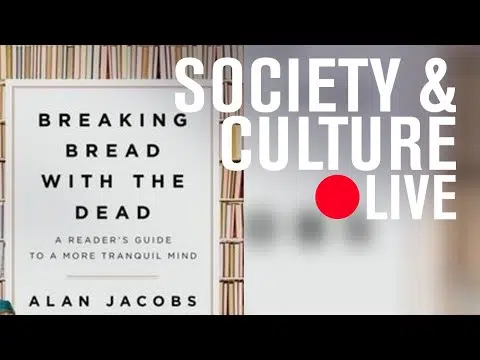 BREAKING
BREAD
WITH THE
DEAD
A READER'S GUIDE
TO A MORE TRANQUIL MIND
ALAN JACOBS
SOCIETY &
CULTURE
LIVE